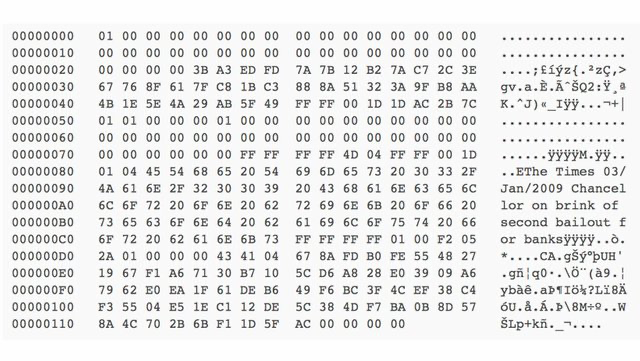 00000000 01 00 00 00 00 00 00 00 00 00 00 00 00 00 00 00 ................
00000010 00 00 00 00 00 00 00 00 00 00 00 00 00 00 00 00 ................
00000020 00 00 00 00 3B A3 ED FD 7A 7B 12 B2 7A C7 2C 3E ....;£íýz{.²zÇ,>
00000030 67 76 8F 61 7F C8 1B C3 88 8A 51 32 3A 9F B8 AA gv.a.È.ÃˆŠQ2:Ÿ¸ª
00000040 4B 1E 5E 4A 29 AB 5F 49 FF FF 00 1D 1D AC 2B 7C K.^J)«_Iÿÿ...¬+|
00000050 01 01 00 00 00 01 00 00 00 00 00 00 00 00 00 00 ................
00000060 00 00 00 00 00 00 00 00 00 00 00 00 00 00 00 00 ................
00000070 00 00 00 00 00 00 FF FF FF FF 4D 04 FF FF 00 1D ......ÿÿÿÿM.ÿÿ..
00000080 01 04 45 54 68 65 20 54 69 6D 65 73 20 30 33 2F ..EThe Times 03/
00000090 4A 61 6E 2F 32 30 30 39 20 43 68 61 6E 63 65 6C Jan/2009 Chancel
000000A0 6C 6F 72 20 6F 6E 20 62 72 69 6E 6B 20 6F 66 20 lor on brink of
000000B0 73 65 63 6F 6E 64 20 62 61 69 6C 6F 75 74 20 66 second bailout f
000000C0 6F 72 20 62 61 6E 6B 73 FF FF FF FF 01 00 F2 05 or banksÿÿÿÿ..ò.
000000D0 2A 01 00 00 00 43 41 04 67 8A FD B0 FE 55 48 27 *....CA.gŠý°þUH'
000000E0 19 67 F1 A6 71 30 B7 10 5C D6 A8 28 E0 39 09 A6 .gñ¦q0·.\Ö¨(à9.¦
000000F0 79 62 E0 EA 1F 61 DE B6 49 F6 BC 3F 4C EF 38 C4 ybàê.aÞ¶Iö¼?Lï8Ä
00000100 F3 55 04 E5 1E C1 12 DE 5C 38 4D F7 BA 0B 8D 57 óU.å.Á.Þ\8M÷º..W
00000110 8A 4C 70 2B 6B F1 1D 5F AC 00 00 00 00 ŠLp+kñ._¬....